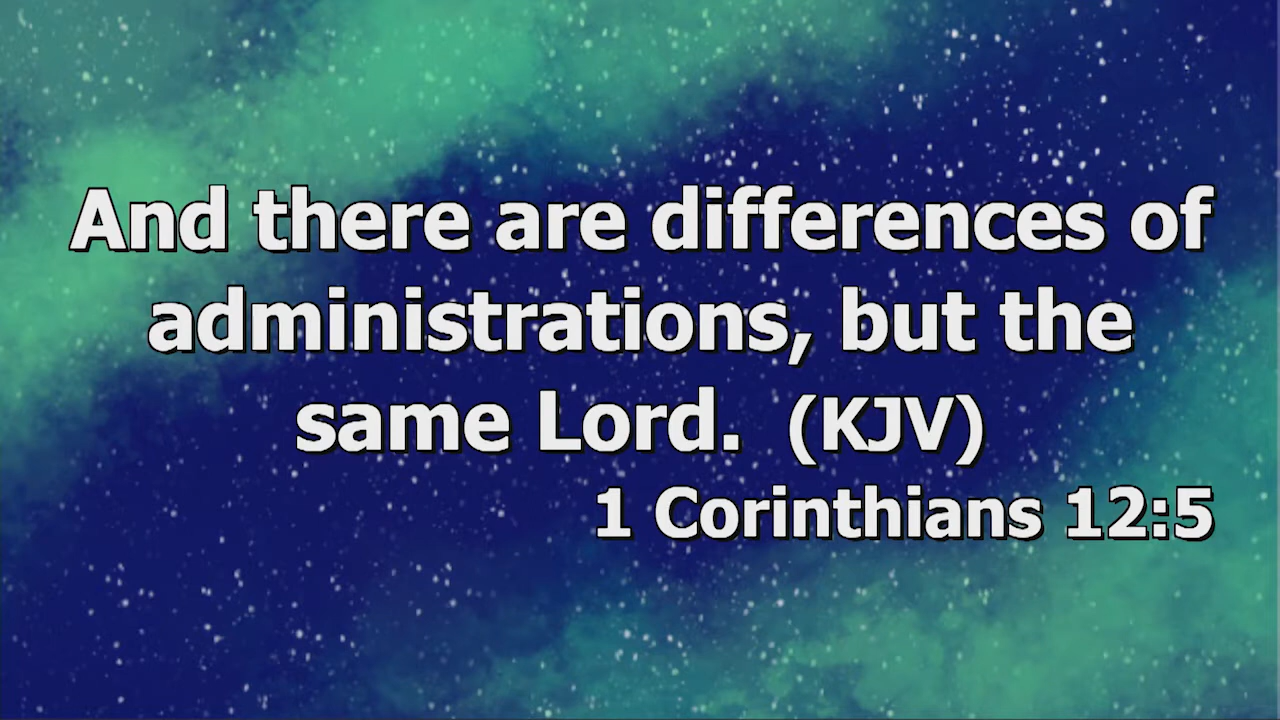 And there are differences of
administrations, but the
same Lord.  (KJV)
1 Corinthians 12:5